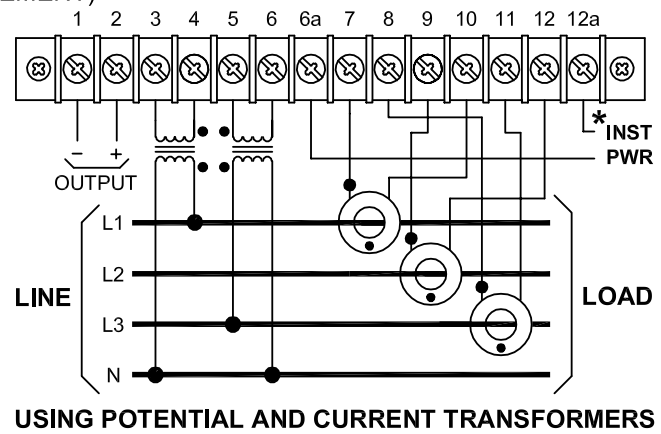 EMENT)
1 2 3 4 5 6 6a 7 8 9 10 11 12 12a
* INST
PWR
− +
OUTPUT
L1
L2
LINE
LOAD
L3
N
USING POTENTIAL AND CURRENT TRANSFORMERS